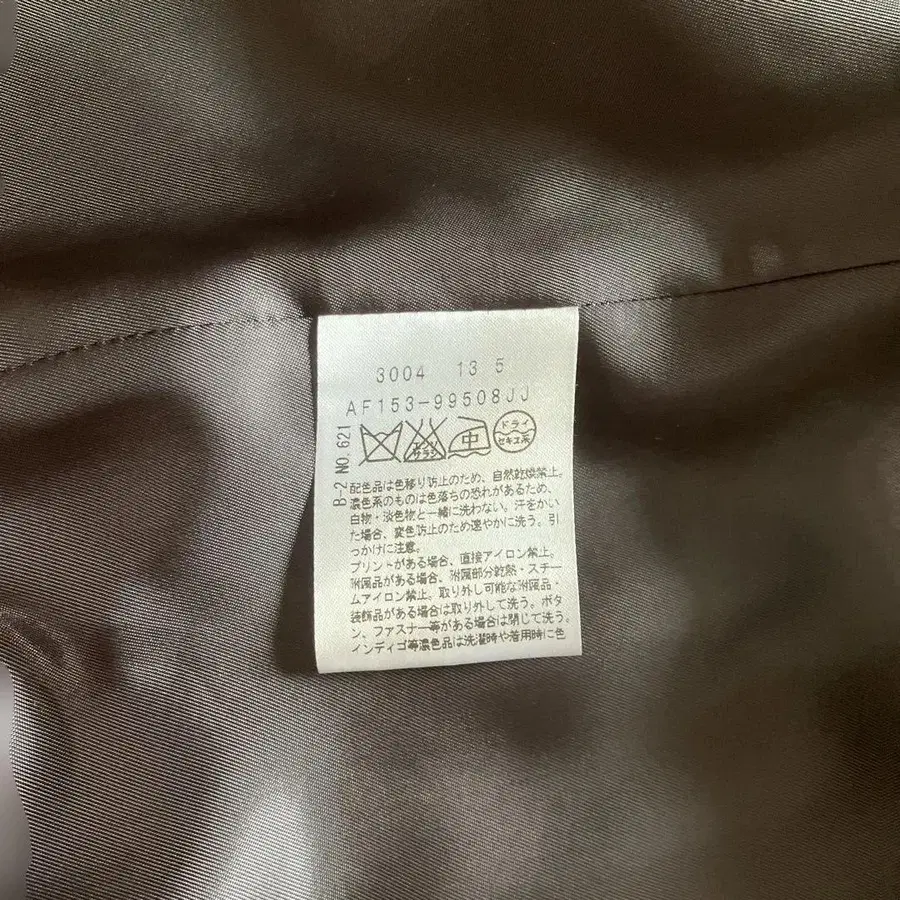 3004 13 5
AF153-99508JJ
B-2 NO.621
エンソ
サラシ
中
ドライ
セキユ系
配色品は色移り防止のため、自然乾燥禁止。
濃色系のものは色落ちの恐れがあるため、
白物・淡色物と一緒に洗わない。汗をかい
た場合、変色防止のため速やかに洗う。引
っかけに注意。
プリントがある場合、直接アイロン禁止。
附属品がある場合、附属部分乾熱・スチー
ムアイロン禁止。取り外し可能な附属品・
装飾品がある場合は取り外して洗う。ボタ
ン、ファスナー等がある場合は閉じて洗う。
インディゴ等濃色品は洗濯時や着用時に色